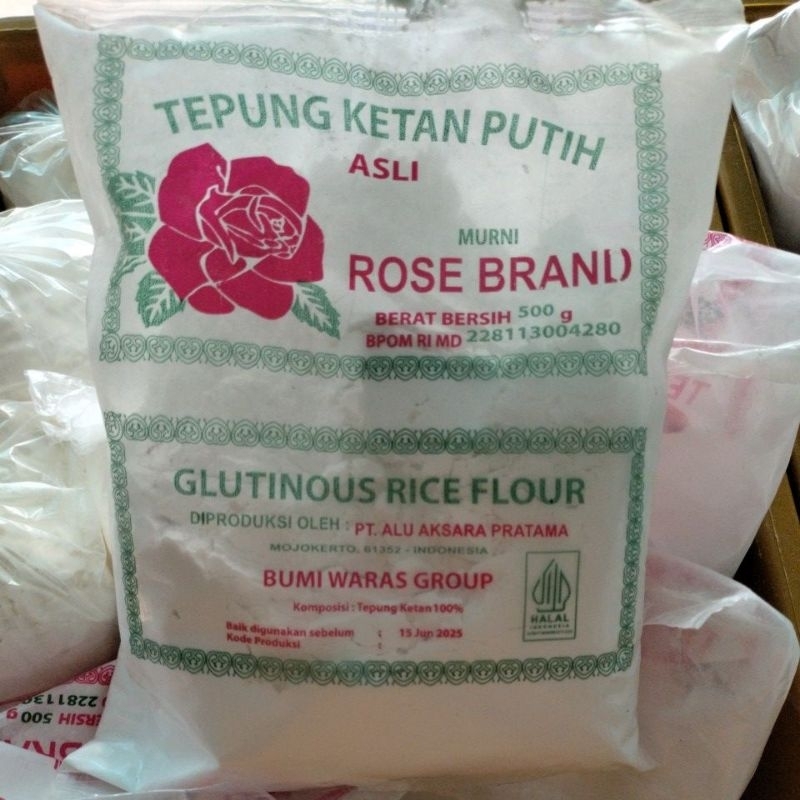 TEPUNG KETAN PUTIH
ASLI
MURNI
ROSE BRAND
BERAT BERSIH 500 g
BPOM RI MD 228113004280
GLUTINOUS RICE FLOUR
DIPRODUKSI OLEH : PT. ALU AKSARA PRATAMA
MOJOKERTO. 61352 - INDONESIA
BUMI WARAS GROUP
Komposisi : Tepung Ketan 100%
Baik digunakan sebelum : 15 Jun 2025
Kode Produksi :
HALAL
INDONESIA
500 g